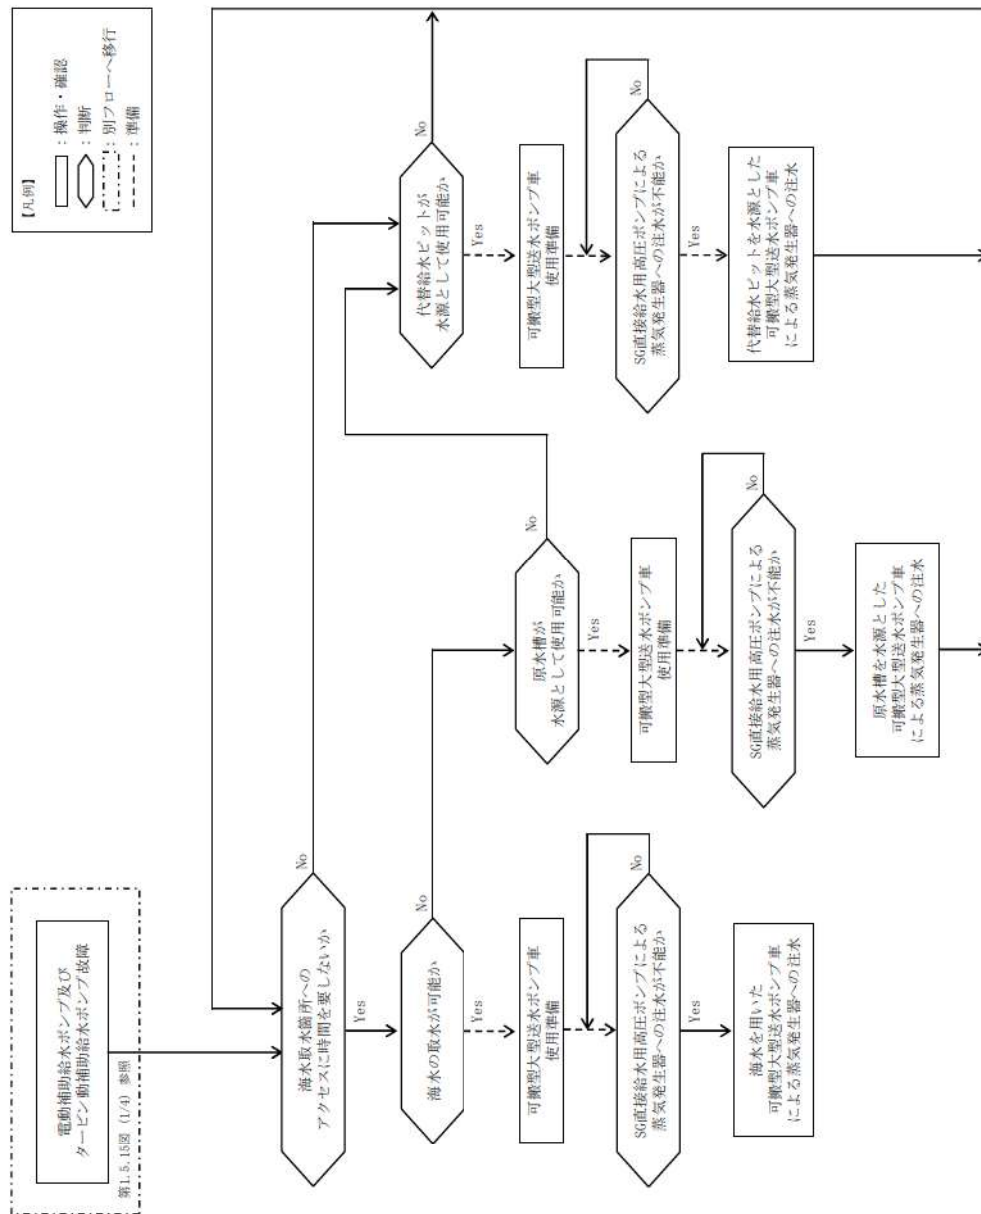 電動補助給水ポンプ及び
タービン動補助給水ポンプ故障
第1.5.15図 (1/4) 参照
【凡例】
：操作・確認
：判断
：別フローへ移行
：準備
海水取水箇所への
アクセスに時間を要しないか
No
Yes
海水の取水が可能か
No
Yes
可搬型大型送水ポンプ車
使用準備
SG直接給水用高圧ポンプによる
蒸気発生器への注水が不能か
No
Yes
海水を用いた
可搬型大型送水ポンプ車
による蒸気発生器への注水
原水槽が
水源として使用可能か
No
Yes
可搬型大型送水ポンプ車
使用準備
SG直接給水用高圧ポンプによる
蒸気発生器への注水が不能か
No
Yes
原水槽を水源とした
可搬型大型送水ポンプ車
による蒸気発生器への注水
代替給水ピットが
水源として使用可能か
No
Yes
可搬型大型送水ポンプ車
使用準備
SG直接給水用高圧ポンプによる
蒸気発生器への注水が不能か
No
Yes
代替給水ピットを水源とした
可搬型大型送水ポンプ車
による蒸気発生器への注水